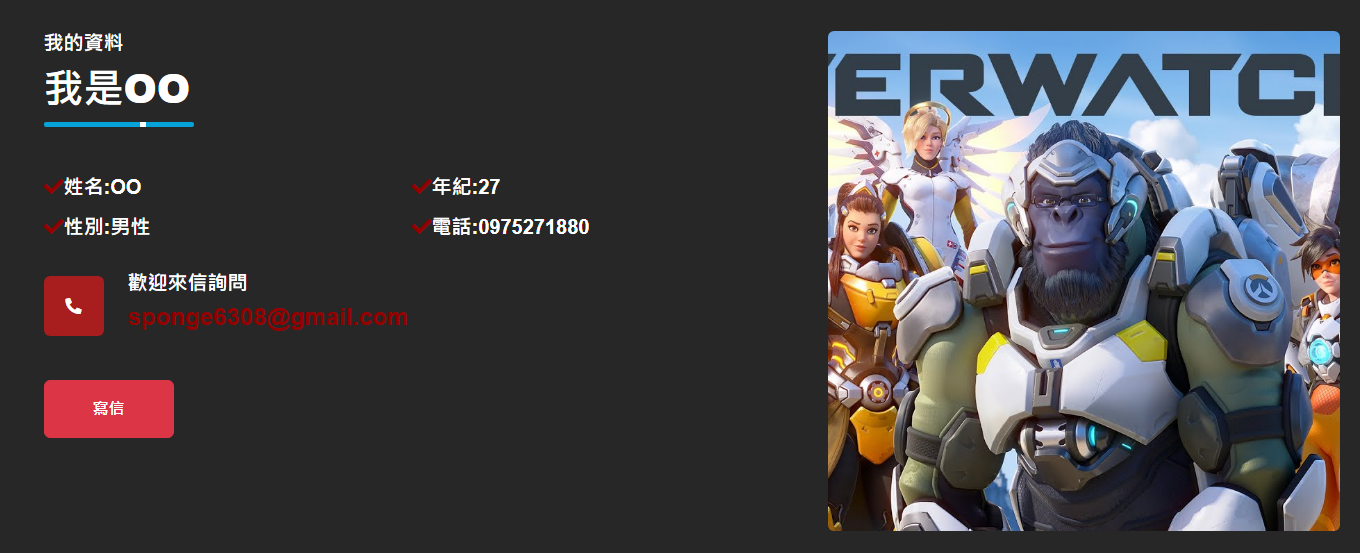 我的資料
我是OO
姓名:OO
年紀:27
性別:男性
電話:0975271880
歡迎來信詢問
sponge6308@gmail.com
寫信
VERWATCH